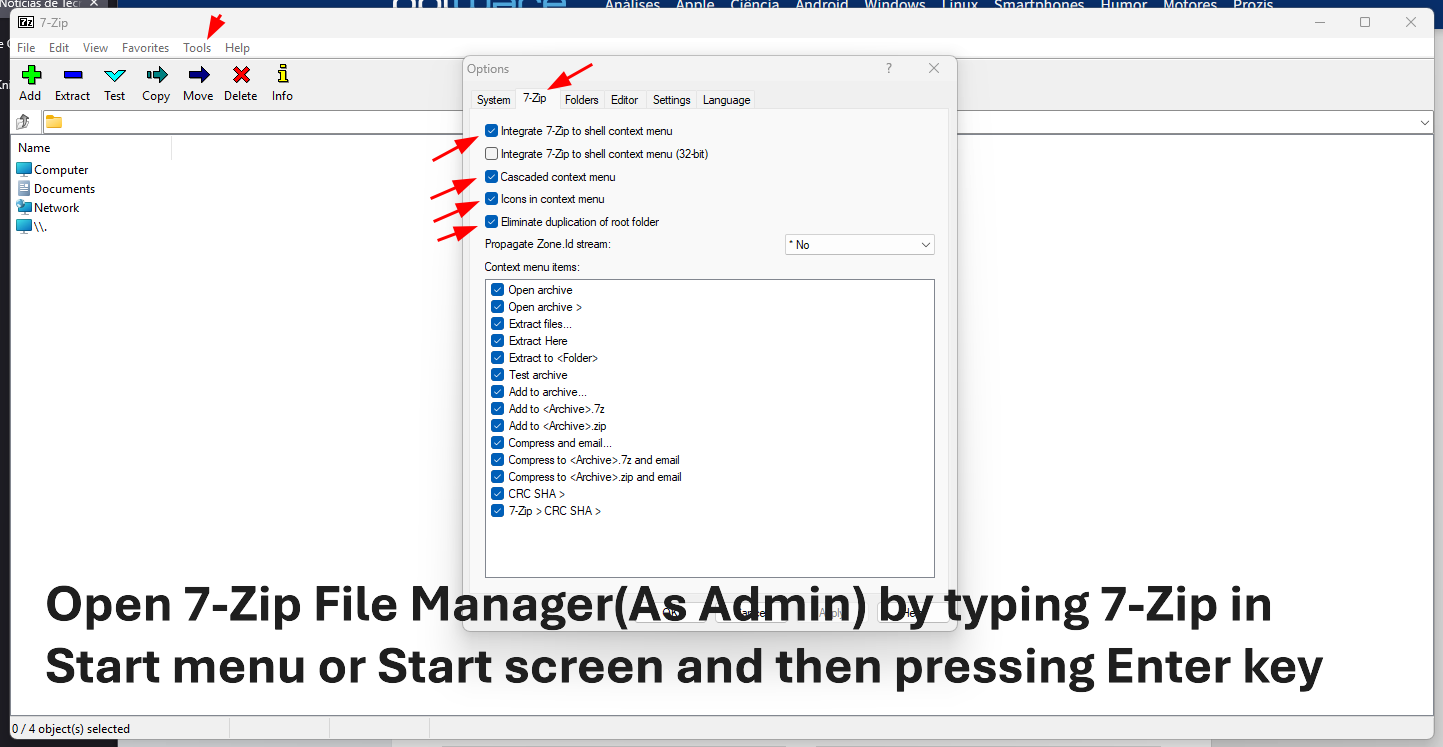 Notícias de Tecn
Análises Apple Ciência Android Windows Linux Smartphones Humor Motores Prozis
7-Zip
File Edit View Favorites Tools Help
Add Extract Test Copy Move Delete Info
Name
Computer
Documents
Network
\\.
Options
System 7-Zip Folders Editor Settings Language
Integrate 7-Zip to shell context menu
Integrate 7-Zip to shell context menu (32-bit)
Cascaded context menu
Icons in context menu
Eliminate duplication of root folder
Propagate Zone.Id stream: * No
Context menu items:
Open archive
Open archive >
Extract files...
Extract Here
Extract to <Folder>
Test archive
Add to archive...
Add to <Archive>.7z
Add to <Archive>.zip
Compress and email...
Compress to <Archive>.7z and email
Compress to <Archive>.zip and email
CRC SHA >
7-Zip > CRC SHA >
OK Cancel Apply Help
Open 7-Zip File Manager(As Admin) by typing 7-Zip in
Start menu or Start screen and then pressing Enter key
0 / 4 object(s) selected